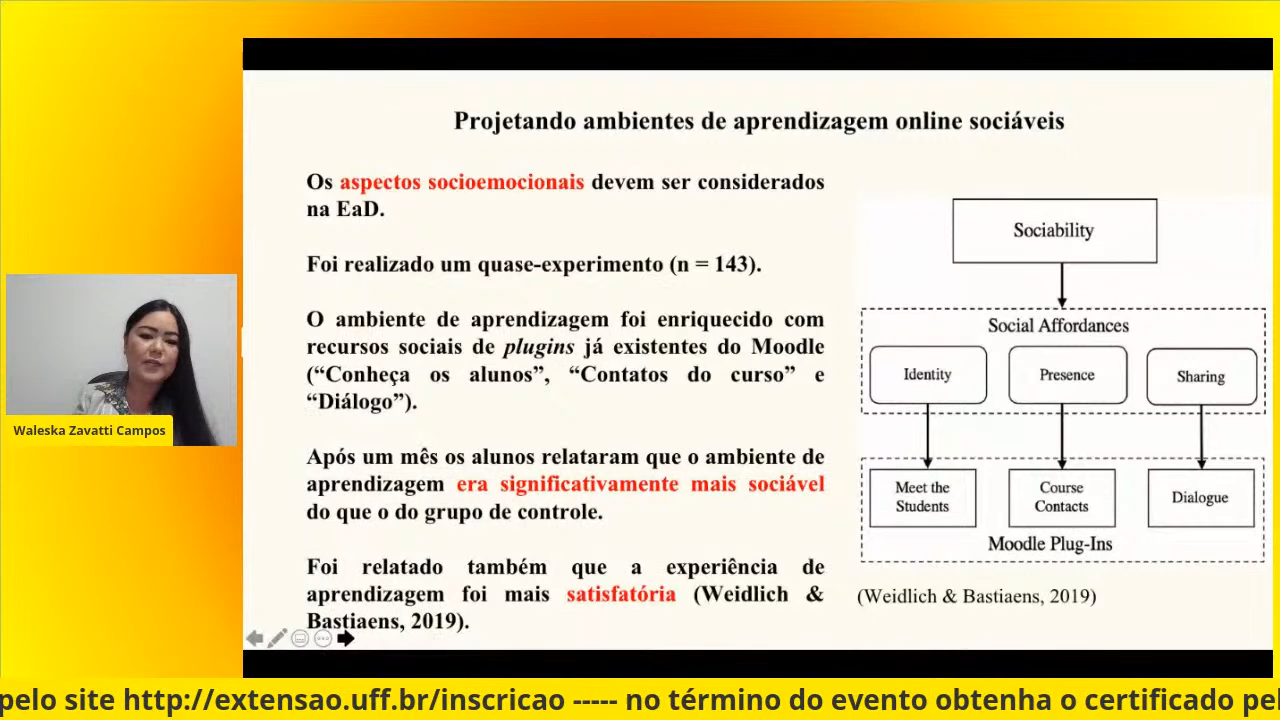 Projetando ambientes de aprendizagem online sociáveis
Os aspectos socioemocionais devem ser considerados
na EaD.
Foi realizado um quase-experimento (n = 143).
O ambiente de aprendizagem foi enriquecido com
recursos sociais de plugins já existentes do Moodle
(“Conheça os alunos”, “Contatos do curso” e
“Diálogo”).
Após um mês os alunos relataram que o ambiente de
aprendizagem era significativamente mais sociável
do que o do grupo de controle.
Foi relatado também que a experiência de
aprendizagem foi mais satisfatória (Weidlich &
Bastiaens, 2019).
Sociability
Social Affordances
Identity
Presence
Sharing
Meet the
Students
Course
Contacts
Dialogue
Moodle Plug-Ins
(Weidlich & Bastiaens, 2019)
Waleska Zavatti Campos
pelo site http://extensao.uff.br/inscricao ----- no término do evento obtenha o certificado pel